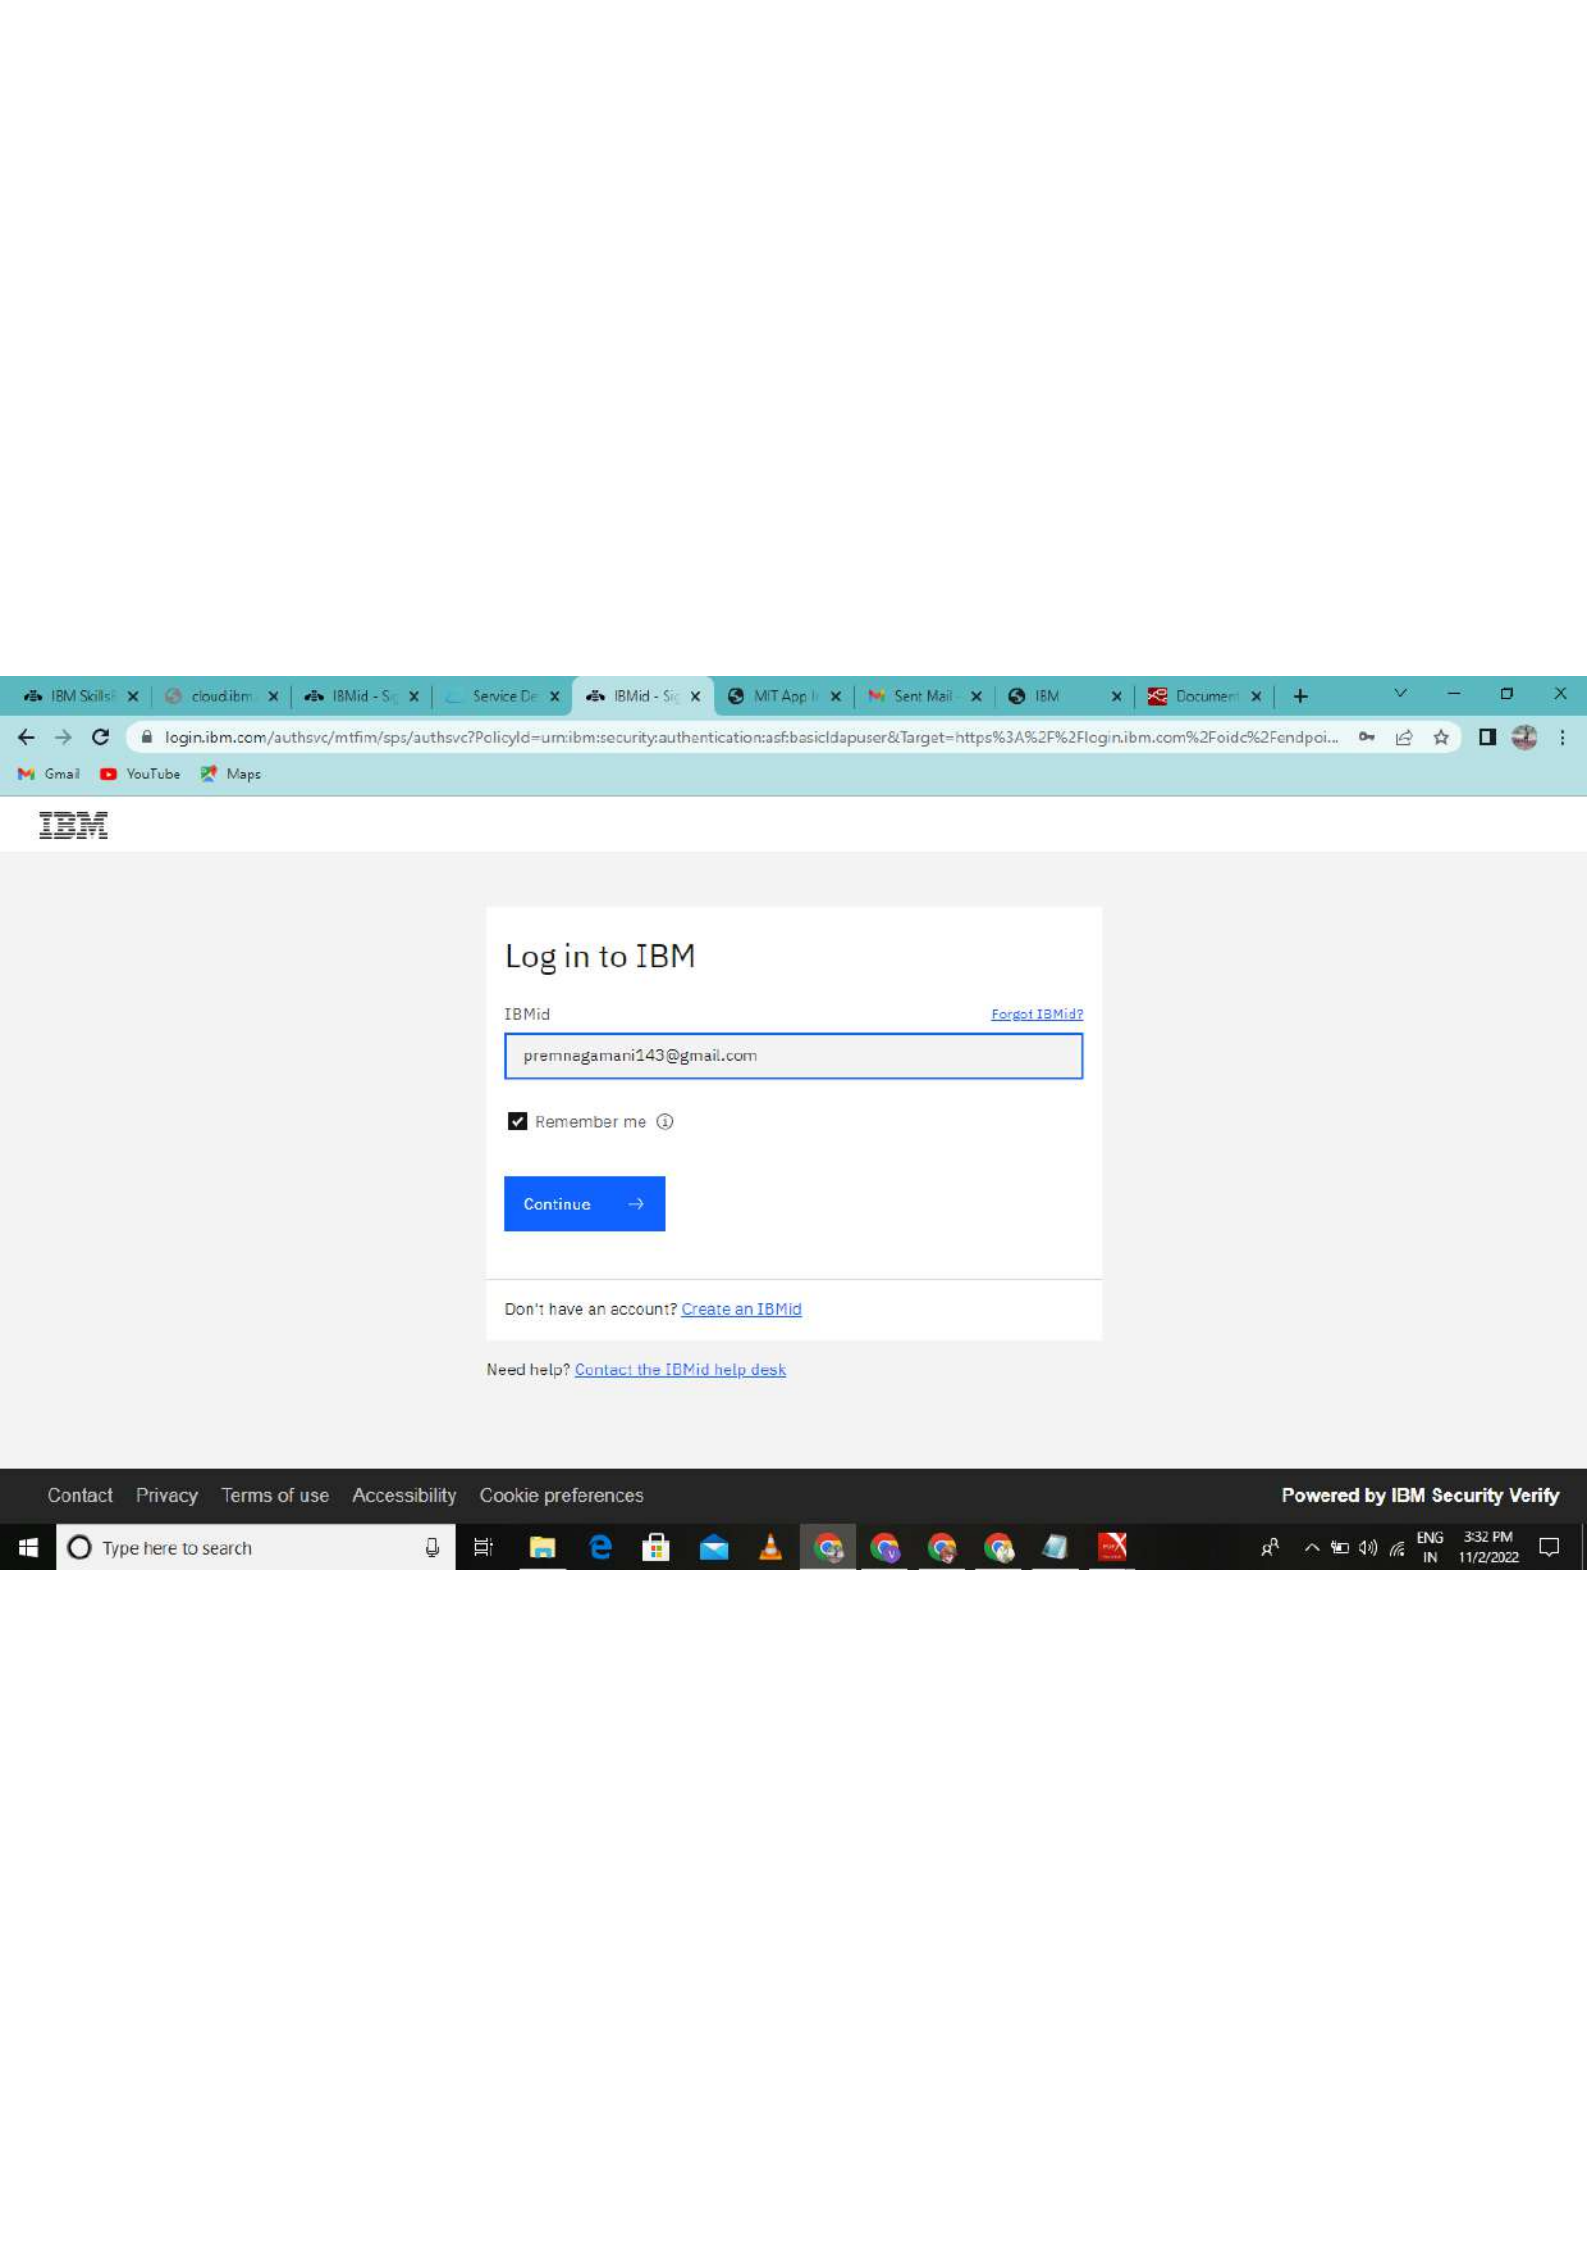 IBM Skills cloud.ibm. IBMid - Sig Service De IBMid - Sig MIT App I Sent Mail - IBM Document
login.ibm.com/authsvc/mtfim/sps/authsvc?PolicyId=urn:ibm:security:authentication:asf:basicldapuser&Target=https%3A%2F%2Flogin.ibm.com%2Foidc%2Fendpoi...
Gmail YouTube Maps
IBM
Log in to IBM
IBMid Forgot IBMid?
premnagamani143@gmail.com
Remember me
Continue
Don't have an account? Create an IBMid
Need help? Contact the IBMid help desk
Contact Privacy Terms of use Accessibility Cookie preferences Powered by IBM Security Verify
Type here to search ENG 3:32 PM
IN 11/2/2022